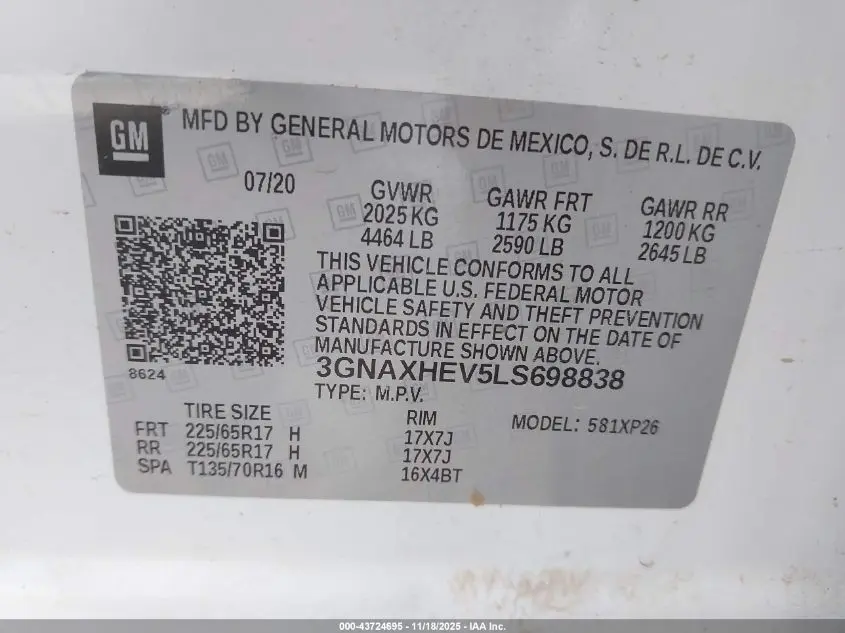 GM ® MFD BY GENERAL MOTORS DE MEXICO, S. DE R.L. DE C.V.
07/20
GVWR GAWR FRT GAWR RR
2025 KG 1175 KG 1200 KG
4464 LB 2590 LB 2645 LB
THIS VEHICLE CONFORMS TO ALL
APPLICABLE U.S. FEDERAL MOTOR
VEHICLE SAFETY AND THEFT PREVENTION
STANDARDS IN EFFECT ON THE DATE OF
MANUFACTURE SHOWN ABOVE.
8624
3GNAXHEV5LS698838
TYPE: M.P.V.
TIRE SIZE RIM MODEL: 581XP26
FRT 225/65R17 H 17X7J
RR 225/65R17 H 17X7J
SPA T135/70R16 M 16X4BT
000-43724695 - 11/18/2025 - IAA Inc.